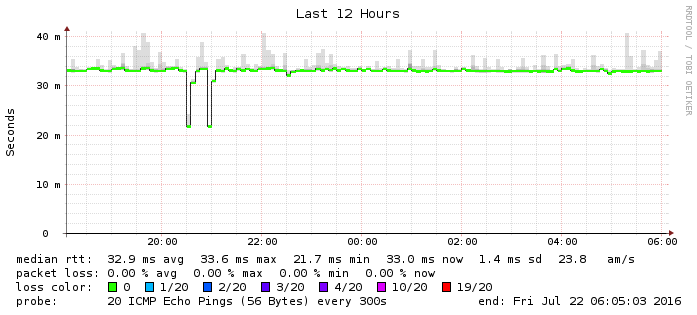 Last 12 Hours
RRDTOOL / TOBI OETIKER
Seconds
40 m
30 m
20 m
10 m
0
20:00 22:00 00:00 02:00 04:00 06:00
median rtt: 32.9 ms avg 33.6 ms max 21.7 ms min 33.0 ms now 1.4 ms sd 23.8 am/s
packet loss: 0.00 % avg 0.00 % max 0.00 % min 0.00 % now
loss color: 0 1/20 2/20 3/20 4/20 10/20 19/20
probe: 20 ICMP Echo Pings (56 Bytes) every 300s end: Fri Jul 22 06:05:03 2016